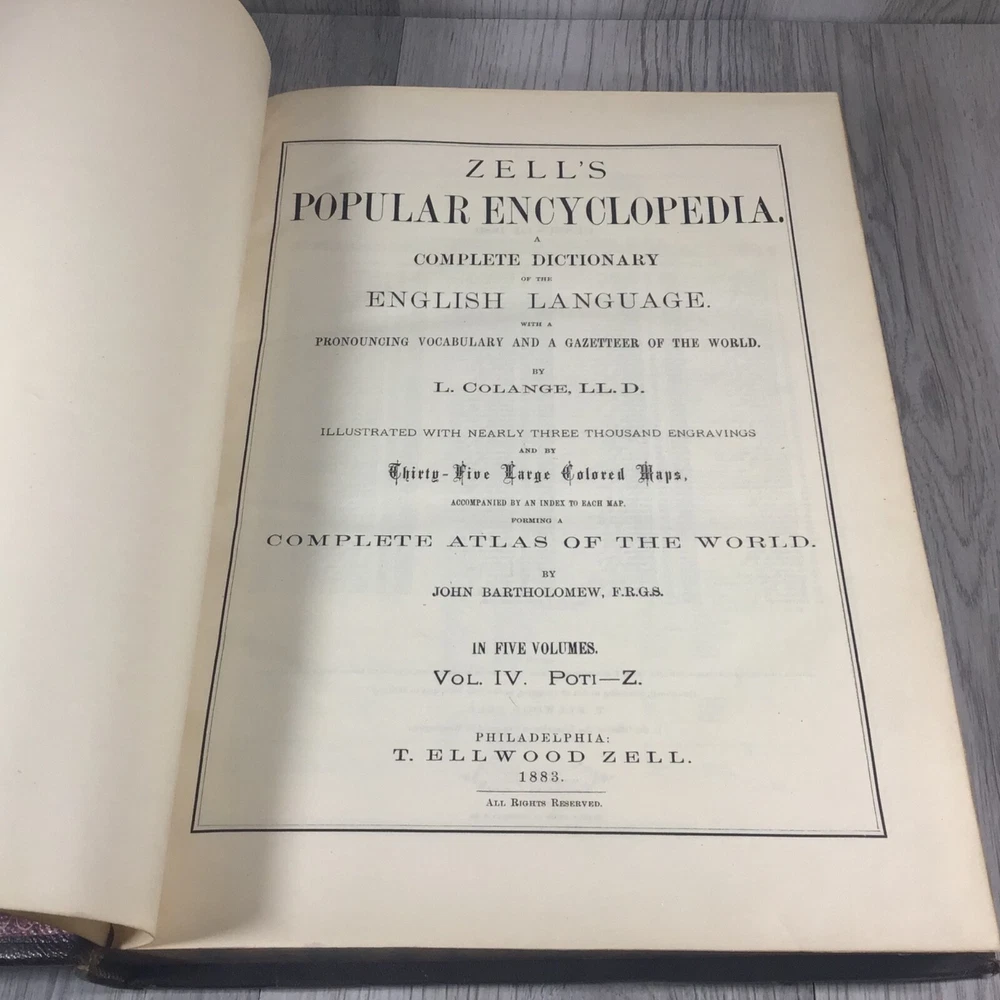 ZELL'S
POPULAR ENCYCLOPEDIA.
A
COMPLETE DICTIONARY
OF THE
ENGLISH LANGUAGE.
WITH A
PRONOUNCING VOCABULARY AND A GAZETTEER OF THE WORLD.
BY
L. COLANGE, LL. D.
ILLUSTRATED WITH NEARLY THREE THOUSAND ENGRAVINGS
AND BY
Thirty-Five Large Colored Maps,
ACCOMPANIED BY AN INDEX TO EACH MAP.
FORMING A
COMPLETE ATLAS OF THE WORLD.
BY
JOHN BARTHOLOMEW, F.R.G.S.
IN FIVE VOLUMES.
VOL. IV. POTI—Z.
PHILADELPHIA:
T. ELLWOOD ZELL.
1883.
ALL RIGHTS RESERVED.